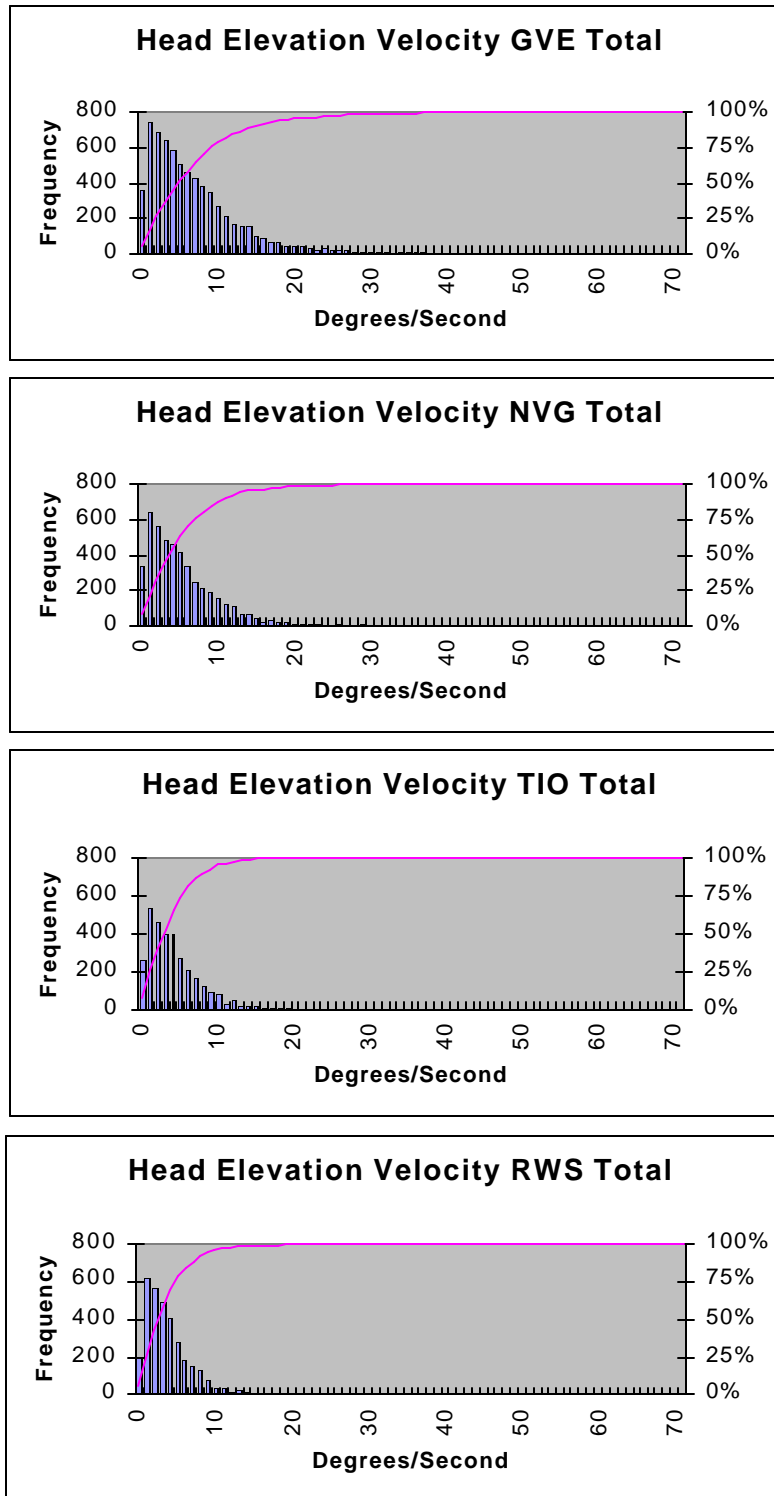 Head Elevation Velocity GVE Total
800 100%
600 75%
400 50%
200 25%
0 0%
Frequency
0 10 20 30 40 50 60 70
Degrees/Second
Head Elevation Velocity NVG Total
800 100%
600 75%
400 50%
200 25%
0 0%
Frequency
0 10 20 30 40 50 60 70
Degrees/Second
Head Elevation Velocity TIO Total
800 100%
600 75%
400 50%
200 25%
0 0%
Frequency
0 10 20 30 40 50 60 70
Degrees/Second
Head Elevation Velocity RWS Total
800 100%
600 75%
400 50%
200 25%
0 0%
Frequency
0 10 20 30 40 50 60 70
Degrees/Second